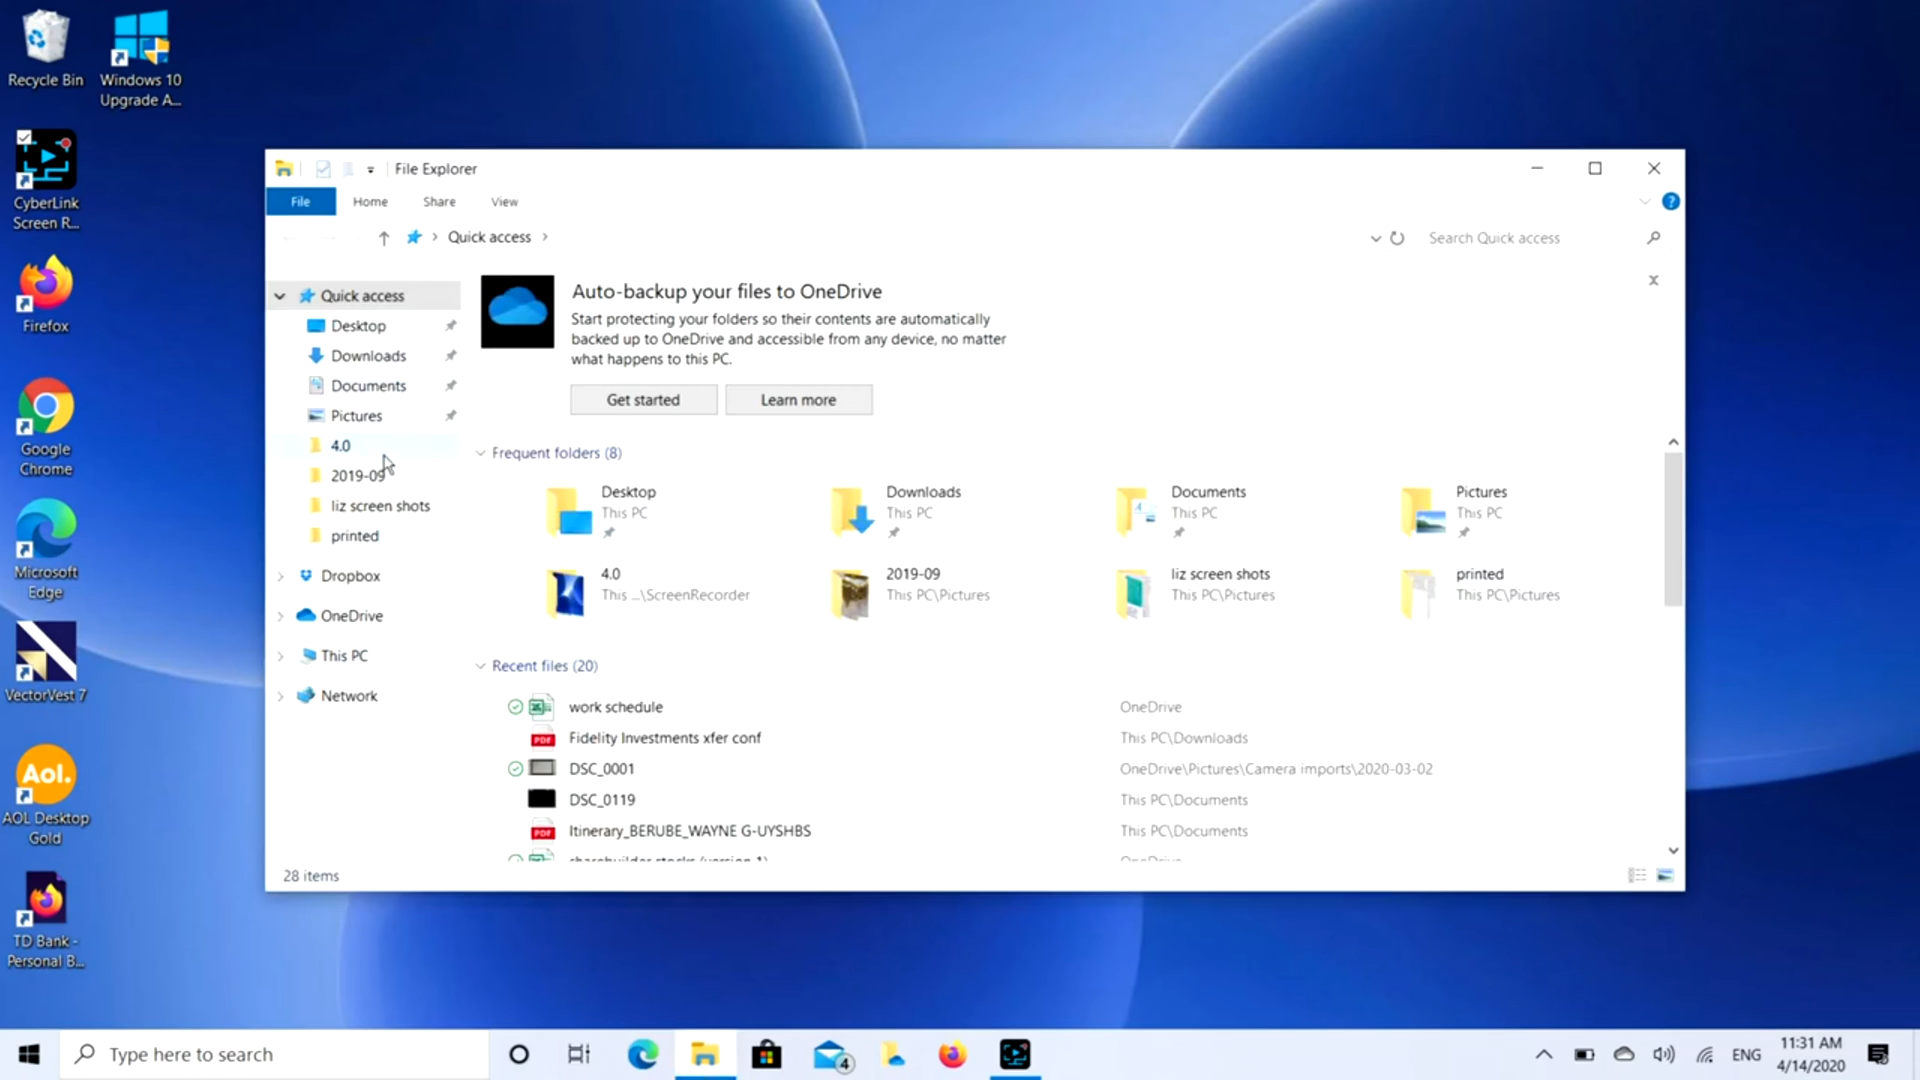 Recycle Bin
Windows 10
Upgrade A...
CyberLink
Screen R...
Firefox
Google
Chrome
Microsoft
Edge
VectorVest 7
Aol.
AOL Desktop
Gold
TD Bank -
Personal B...
File Explorer
File
Home
Share
View
?
Quick access
Search Quick access
Quick access
Desktop
Downloads
Documents
Pictures
4.0
2019-09
liz screen shots
printed
Dropbox
OneDrive
This PC
Network
Auto-backup your files to OneDrive
Start protecting your folders so their contents are automatically
backed up to OneDrive and accessible from any device, no matter
what happens to this PC.
Get started
Learn more
Frequent folders (8)
Desktop
This PC
Downloads
This PC
Documents
This PC
Pictures
This PC
4.0
This ...\ScreenRecorder
2019-09
This PC\Pictures
liz screen shots
This PC\Pictures
printed
This PC\Pictures
Recent files (20)
work schedule
OneDrive
PDF
Fidelity Investments xfer conf
This PC\Downloads
DSC_0001
OneDrive\Pictures\Camera imports\2020-03-02
DSC_0119
This PC\Documents
PDF
Itinerary_BERUBE_WAYNE G-UYSHBS
This PC\Documents
sharebuilder stocks (version 1)
OneDrive
28 items
Type here to search
4
ENG
11:31 AM
4/14/2020